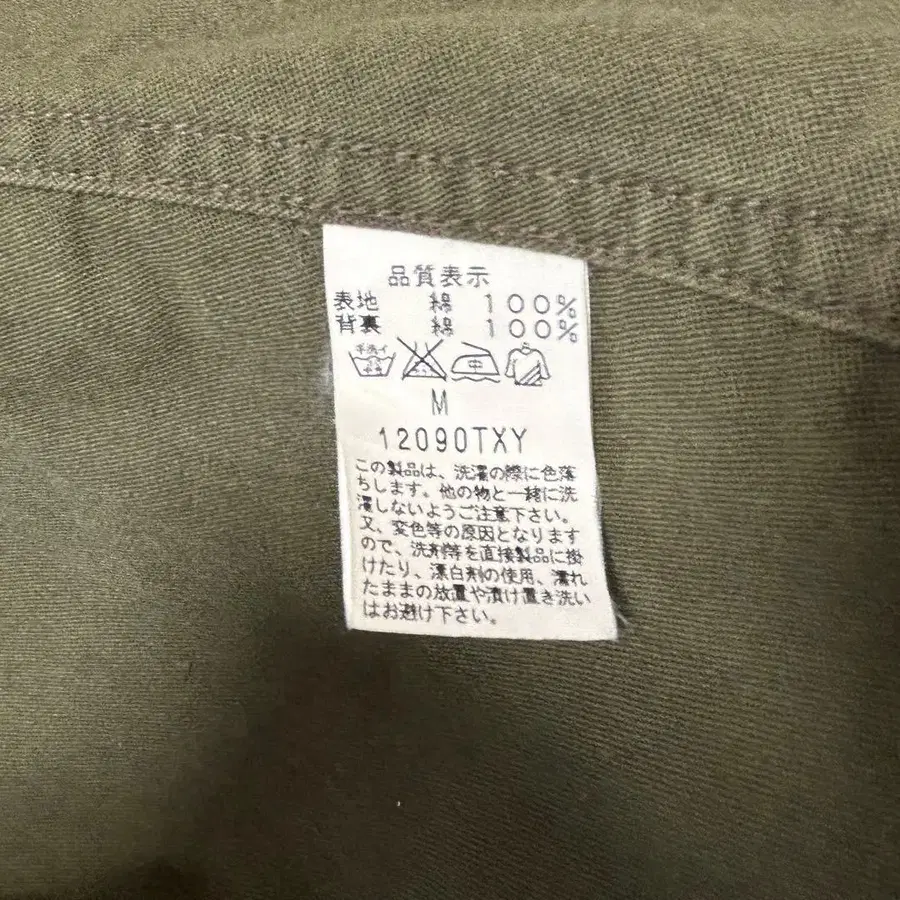 品質表示
表地 綿 100%
背裏 綿 100%
手洗イ 中
M
12090TXY
この製品は、洗濯の際に色落
ちします。他の物と一緒に洗
濯しないようご注意下さい。
又、変色等の原因となります
ので、洗剤等を直接製品に掛
けたり、漂白剤の使用、濡れ
たままの放置や漬け置き洗い
はお避け下さい。